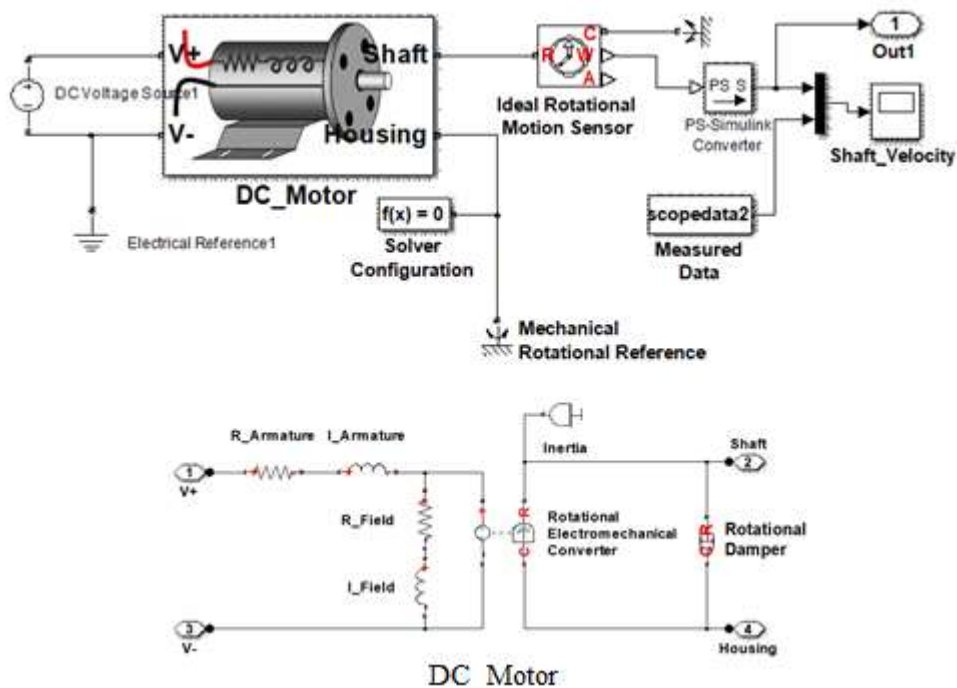 V+
Shaft
DC Voltage Source1
V-
Housing
DC_Motor
Electrical Reference1
f(x) = 0
Solver
Configuration
Mechanical
Rotational Reference
R
C
W
A
Ideal Rotational
Motion Sensor
PS S
PS-Simulink
Converter
1
Out1
Shaft_Velocity
scopedata2
Measured
Data
R_Armature
I_Armature
1
V+
R_Field
I_Field
3
V-
Inertia
R
C
Rotational
Electromechanical
Converter
Shaft
2
C R
Rotational
Damper
4
Housing
DC Motor